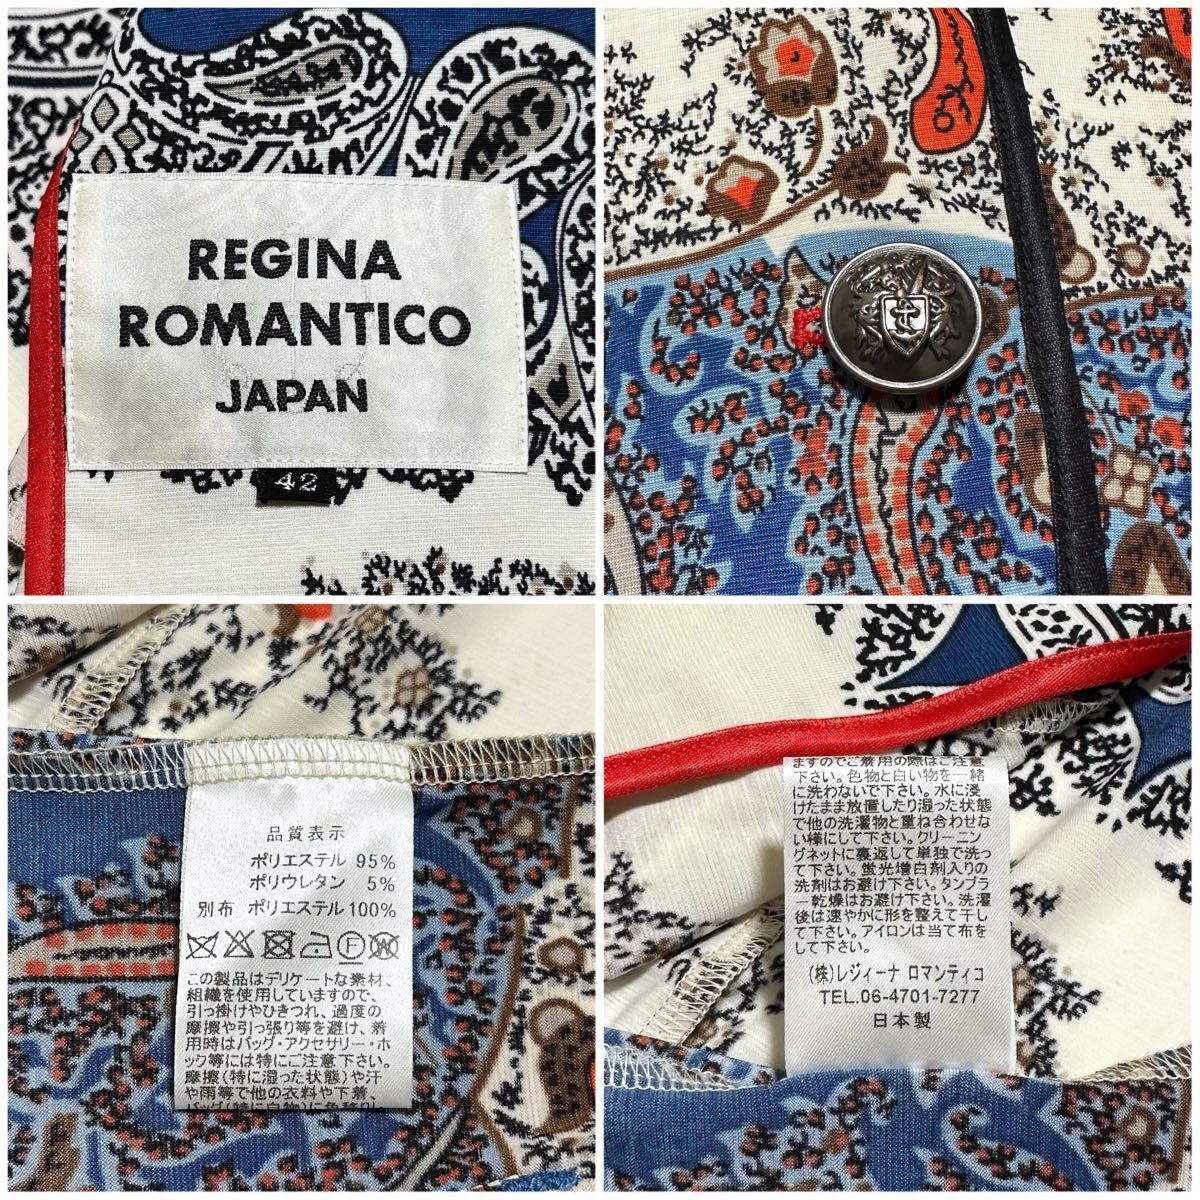 REGINA
ROMANTICO
JAPAN
42
品質表示
ポリエステル 95%
ポリウレタン 5%
別布 ポリエステル 100%
この製品はデリケートな素材、
組織を使用していますので、
引っ掛けやひきつれ、過度の
摩擦や引っ張り等を避け、着
用時はバッグ・アクセサリー・ホ
ック等には特にご注意下さい。
摩擦(特に湿った状態)や汗
や雨等で他の衣料や下着、
バッグ(特に白物)に色移りし
ますのでご着用の際はご注意
下さい。色物と白い物を一緒
に洗わないで下さい。水に浸
けたまま放置したり湿った状態
で他の洗濯物と重ね合わせな
い様にして下さい。クリーニン
グネットに裏返して単独で洗っ
て下さい。蛍光増白剤入りの
洗剤はお避け下さい。タンブラ
ー乾燥はお避け下さい。洗濯
後は速やかに形を整えて干し
て下さい。アイロンは当て布を
して下さい。
(株)レジィーナ ロマンティコ
TEL.06-4701-7277
日本製